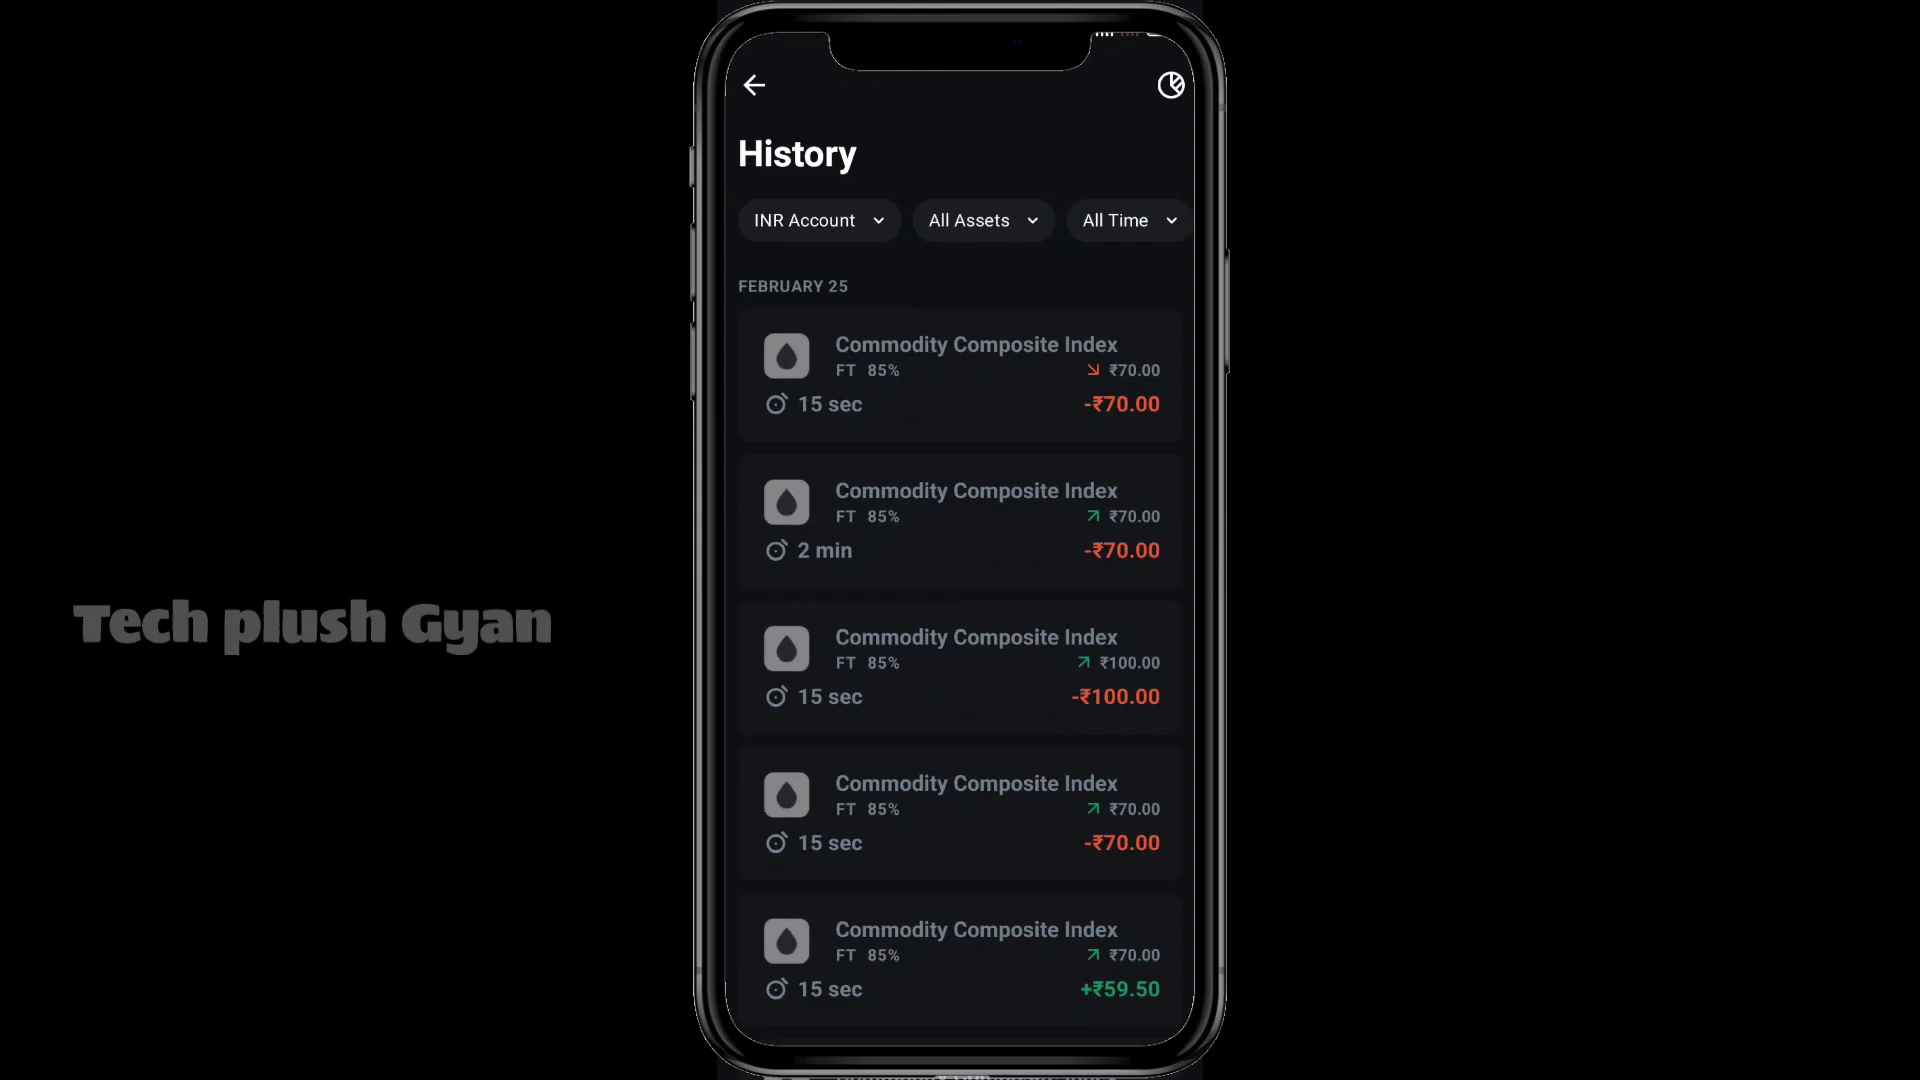 History
INR Account All Assets All Time
FEBRUARY 25
Commodity Composite Index
FT 85% ₹70.00
15 sec -₹70.00
Commodity Composite Index
FT 85% ₹70.00
2 min -₹70.00
Commodity Composite Index
FT 85% ₹100.00
15 sec -₹100.00
Commodity Composite Index
FT 85% ₹70.00
15 sec -₹70.00
Commodity Composite Index
FT 85% ₹70.00
15 sec +₹59.50
Tech plush Gyan